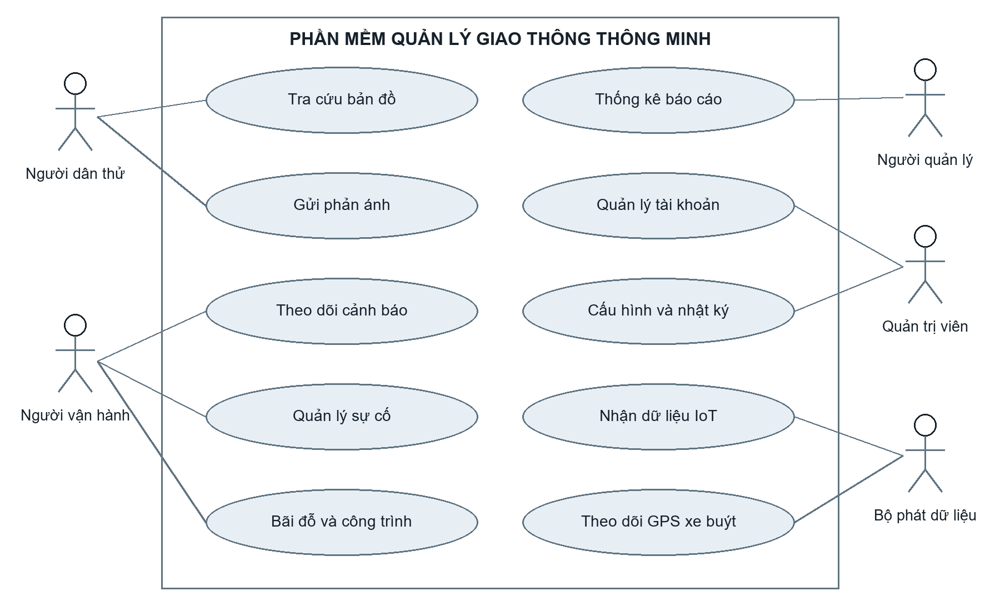 PHẦN MỀM QUẢN LÝ GIAO THÔNG THÔNG MINH
Tra cứu bản đồ
Thống kê báo cáo
Người quản lý
Người dân thử
Gửi phản ánh
Quản lý tài khoản
Theo dõi cảnh báo
Cấu hình và nhật ký
Quản trị viên
Người vận hành
Quản lý sự cố
Nhận dữ liệu IoT
Bãi đỗ và công trình
Theo dõi GPS xe buýt
Bộ phát dữ liệu